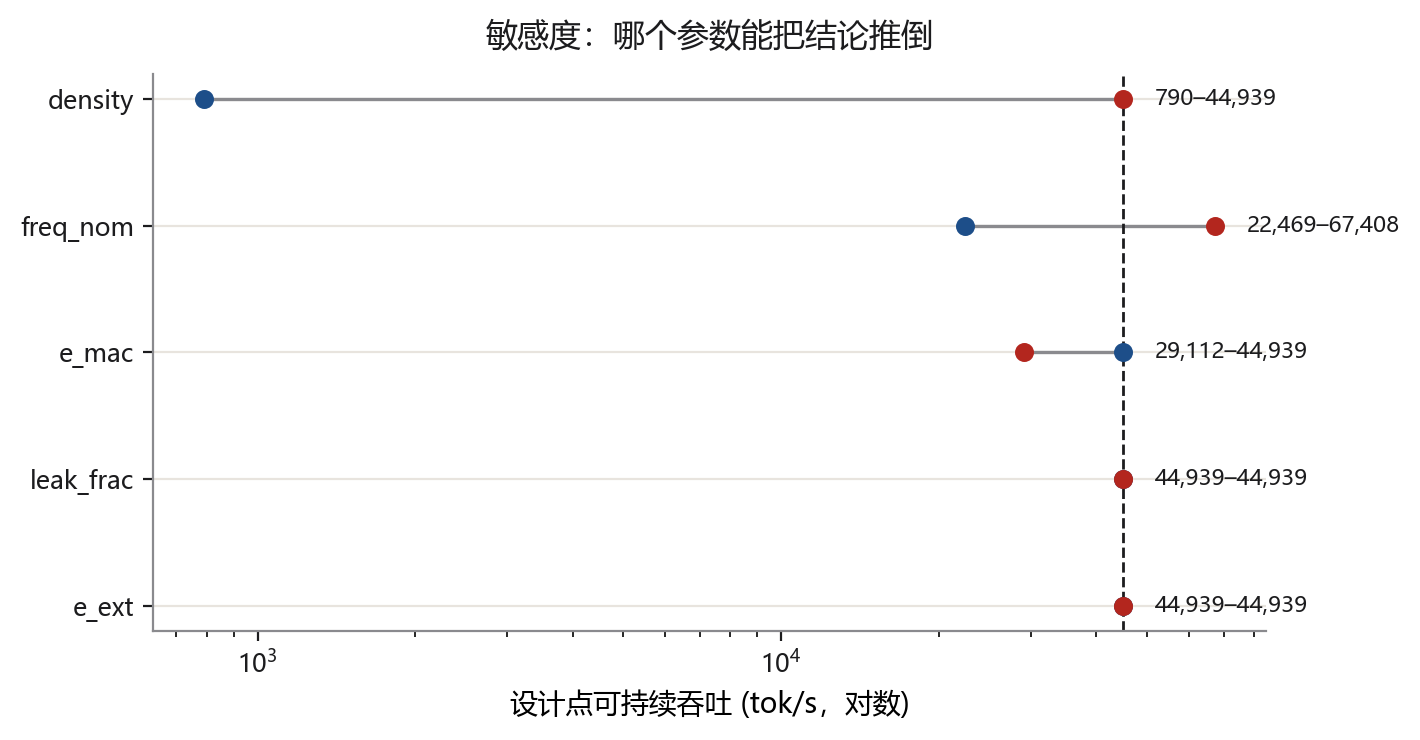 敏感度：哪个参数能把结论推倒
density
790–44,939
freq_nom
22,469–67,408
e_mac
29,112–44,939
leak_frac
44,939–44,939
e_ext
44,939–44,939
10³
10⁴
设计点可持续吞吐 (tok/s，对数)